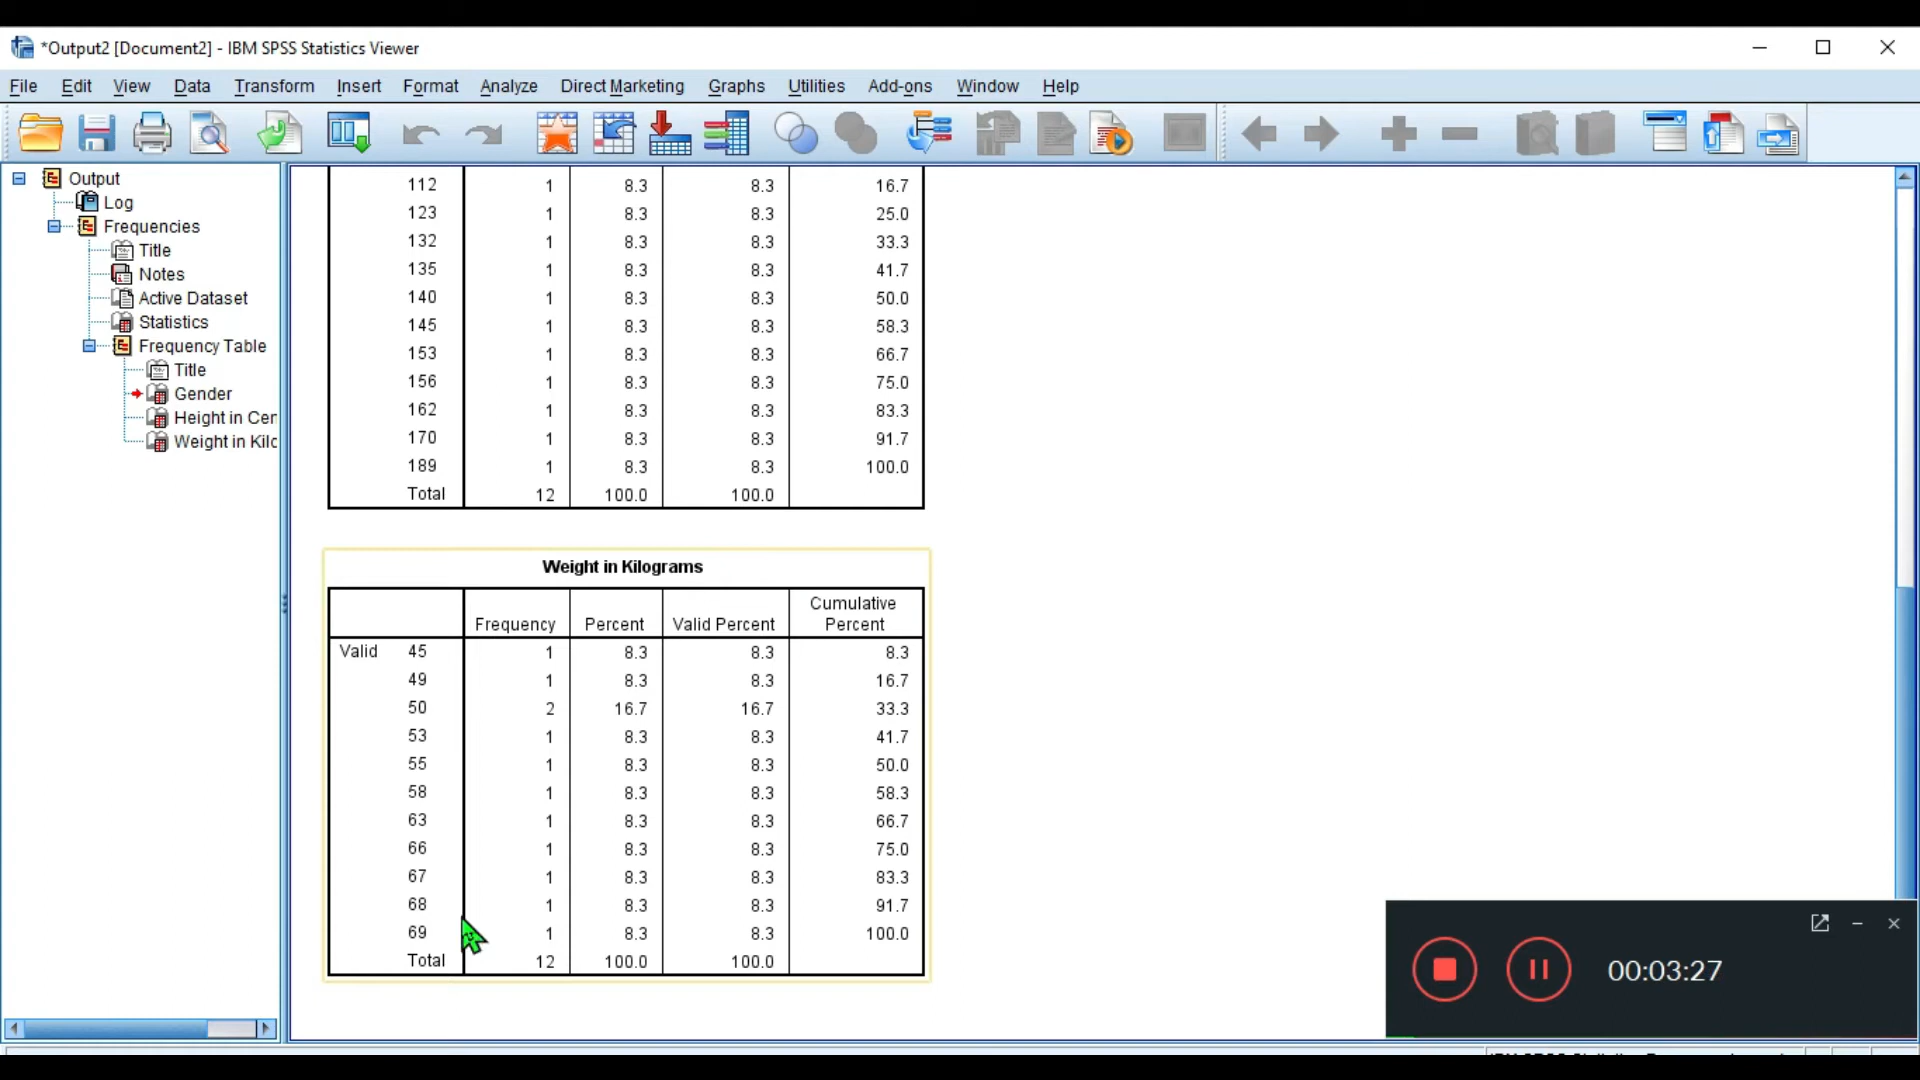 *Output2 [Document2] - IBM SPSS Statistics Viewer
File Edit View Data Transform Insert Format Analyze Direct Marketing Graphs Utilities Add-ons Window Help
Output
Log
Frequencies
Title
Notes
Active Dataset
Statistics
Frequency Table
Title
Gender
Height in Cen
Weight in Kilo
112 1 8.3 8.3 16.7
123 1 8.3 8.3 25.0
132 1 8.3 8.3 33.3
135 1 8.3 8.3 41.7
140 1 8.3 8.3 50.0
145 1 8.3 8.3 58.3
153 1 8.3 8.3 66.7
156 1 8.3 8.3 75.0
162 1 8.3 8.3 83.3
170 1 8.3 8.3 91.7
189 1 8.3 8.3 100.0
Total 12 100.0 100.0
Weight in Kilograms
Frequency Percent Valid Percent Cumulative Percent
Valid 45 1 8.3 8.3 8.3
49 1 8.3 8.3 16.7
50 2 16.7 16.7 33.3
53 1 8.3 8.3 41.7
55 1 8.3 8.3 50.0
58 1 8.3 8.3 58.3
63 1 8.3 8.3 66.7
66 1 8.3 8.3 75.0
67 1 8.3 8.3 83.3
68 1 8.3 8.3 91.7
69 1 8.3 8.3 100.0
Total 12 100.0 100.0
00:03:27